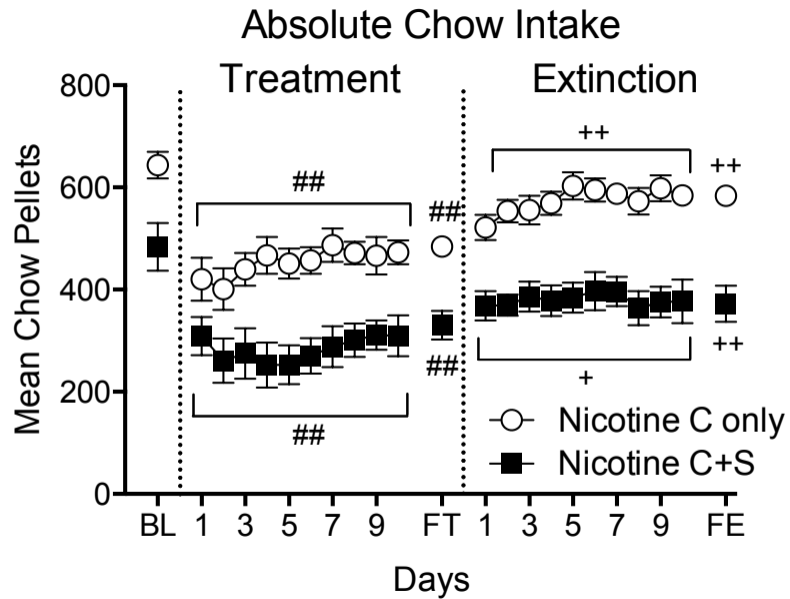 Absolute Chow Intake
Treatment
Extinction
Mean Chow Pellets
800
600
400
200
0
##
##
##
##
++
++
++
+
Nicotine C only
Nicotine C+S
BL 1 3 5 7 9 FT 1 3 5 7 9 FE
Days